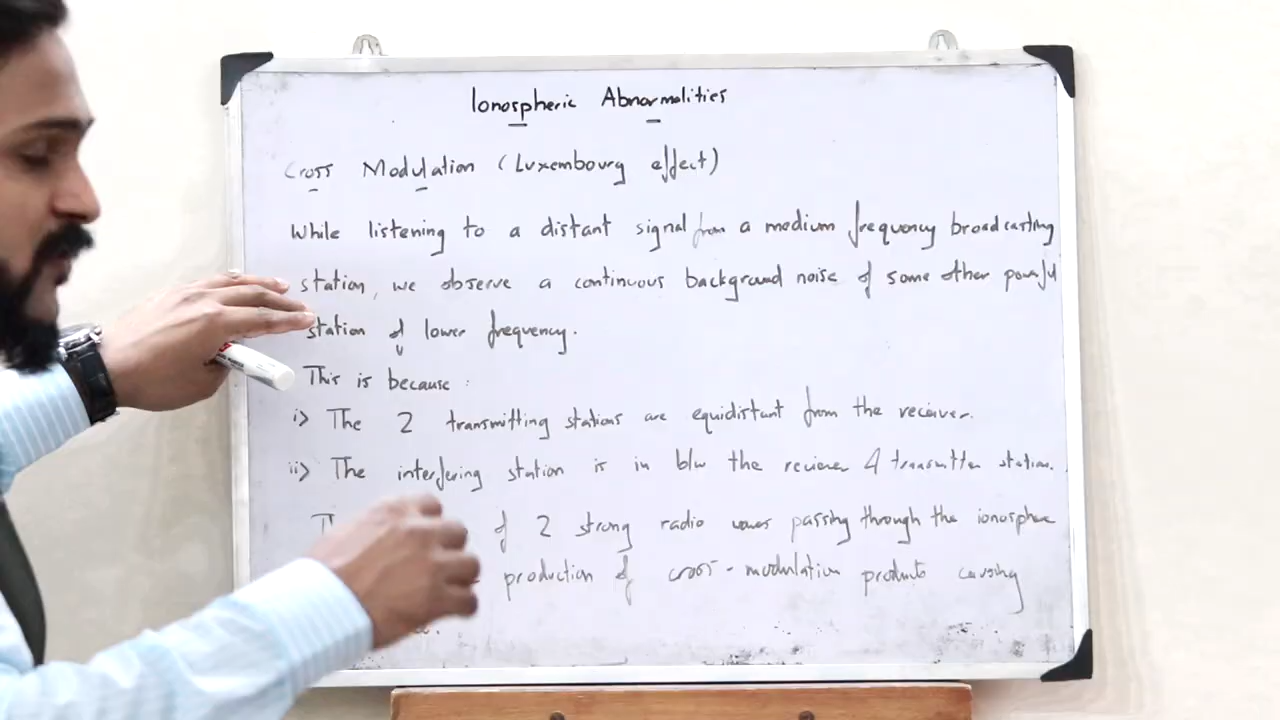 Ionospheric Abnormalities
Cross Modulation (Luxembourg effect)
While listening to a distant signal from a medium frequency broadcasting
station, we observe a continuous background noise of some other powerful
station of lower frequency.
This is because :
i) The 2 transmitting stations are equidistant from the receiver.
ii) The interfering station is in b/w the reciever & transmitter station.
of 2 strong radio waves passing through the ionosphere
production of cross-modulation products causing